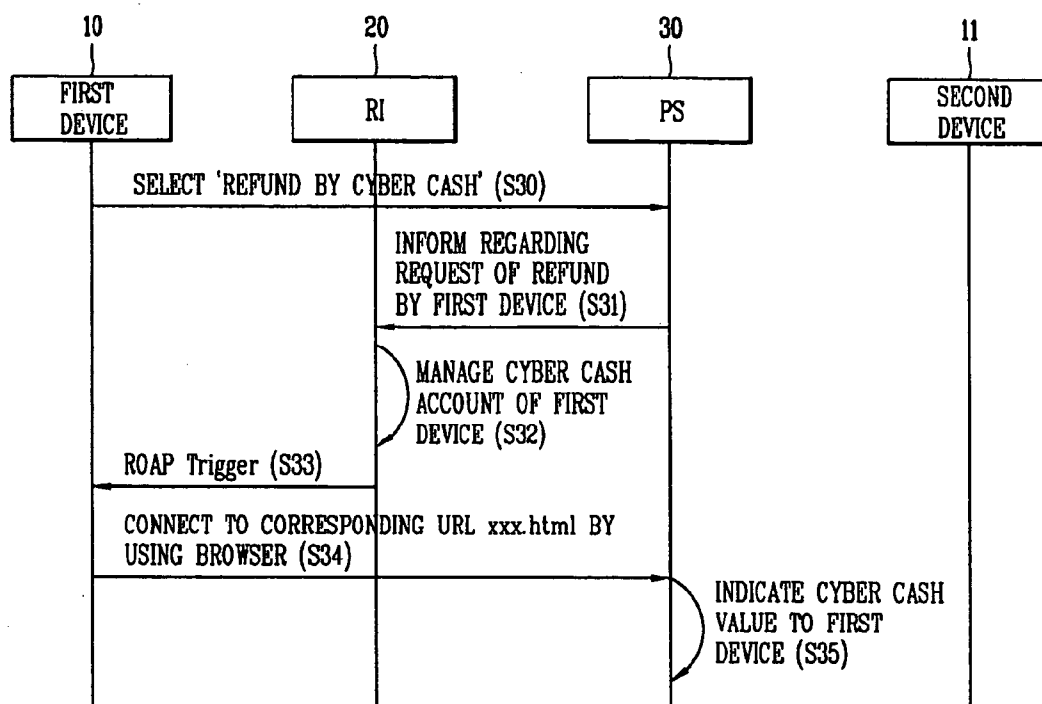 10
20
30
11
FIRST
DEVICE
RI
PS
SECOND
DEVICE
SELECT 'REFUND BY CYBER CASH' (S30)
INFORM REGARDING
REQUEST OF REFUND
BY FIRST DEVICE (S31)
MANAGE CYBER CASH
ACCOUNT OF FIRST
DEVICE (S32)
ROAP Trigger (S33)
CONNECT TO CORRESPONDING URL xxx.html BY
USING BROWSER (S34)
INDICATE CYBER CASH
VALUE TO FIRST
DEVICE (S35)